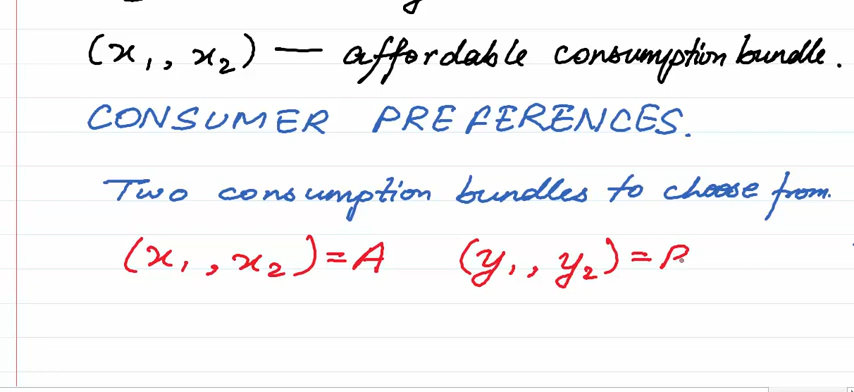 (x₁, x₂) — affordable consumption bundle.
CONSUMER PREFERENCES.
Two consumption bundles to choose from.
(x₁, x₂) = A (y₁, y₂) =